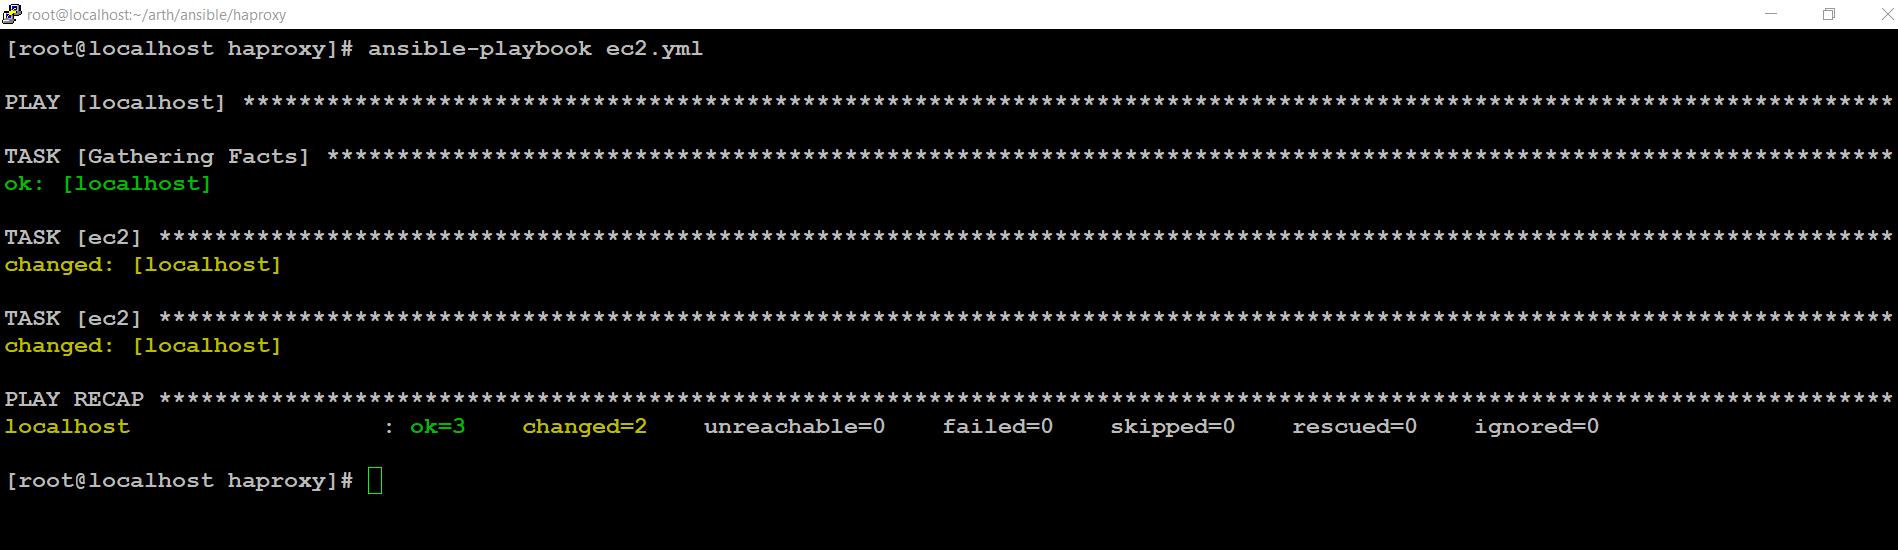 root@localhost:~/arth/ansible/haproxy
[root@localhost haproxy]# ansible-playbook ec2.yml
PLAY [localhost] **********************************************************************************************************************
TASK [Gathering Facts] ****************************************************************************************************************
ok: [localhost]
TASK [ec2] ****************************************************************************************************************************
changed: [localhost]
TASK [ec2] ****************************************************************************************************************************
changed: [localhost]
PLAY RECAP ****************************************************************************************************************************
localhost                  : ok=3    changed=2    unreachable=0    failed=0    skipped=0    rescued=0    ignored=0
[root@localhost haproxy]#